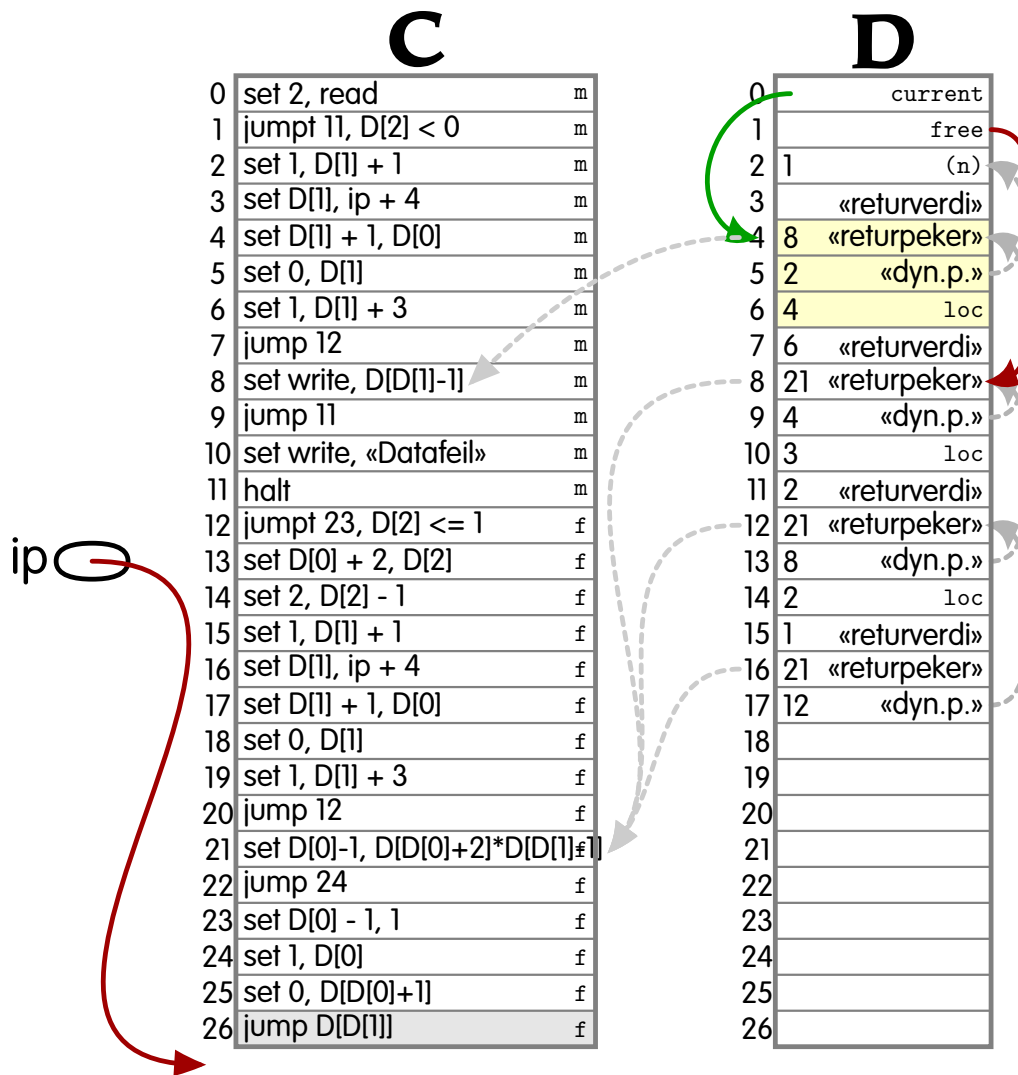 C
0 set 2, read m
1 jumpt 11, D[2] < 0 m
2 set 1, D[1] + 1 m
3 set D[1], ip + 4 m
4 set D[1] + 1, D[0] m
5 set 0, D[1] m
6 set 1, D[1] + 3 m
7 jump 12 m
8 set write, D[D[1]-1] m
9 jump 11 m
10 set write, «Datafeil» m
11 halt m
12 jumpt 23, D[2] <= 1 f
13 set D[0] + 2, D[2] f
14 set 2, D[2] - 1 f
15 set 1, D[1] + 1 f
16 set D[1], ip + 4 f
17 set D[1] + 1, D[0] f
18 set 0, D[1] f
19 set 1, D[1] + 3 f
20 jump 12 f
21 set D[0]-1, D[D[0]+2]*D[D[1]+1] f
22 jump 24 f
23 set D[0] - 1, 1 f
24 set 1, D[0] f
25 set 0, D[D[0]+1] f
26 jump D[D[1]] f
ip
D
0 current
1 free
2 1 (n)
3 «returverdi»
4 8 «returpeker»
5 2 «dyn.p.»
6 4 loc
7 6 «returverdi»
8 21 «returpeker»
9 4 «dyn.p.»
10 3 loc
11 2 «returverdi»
12 21 «returpeker»
13 8 «dyn.p.»
14 2 loc
15 1 «returverdi»
16 21 «returpeker»
17 12 «dyn.p.»
18
19
20
21
22
23
24
25
26